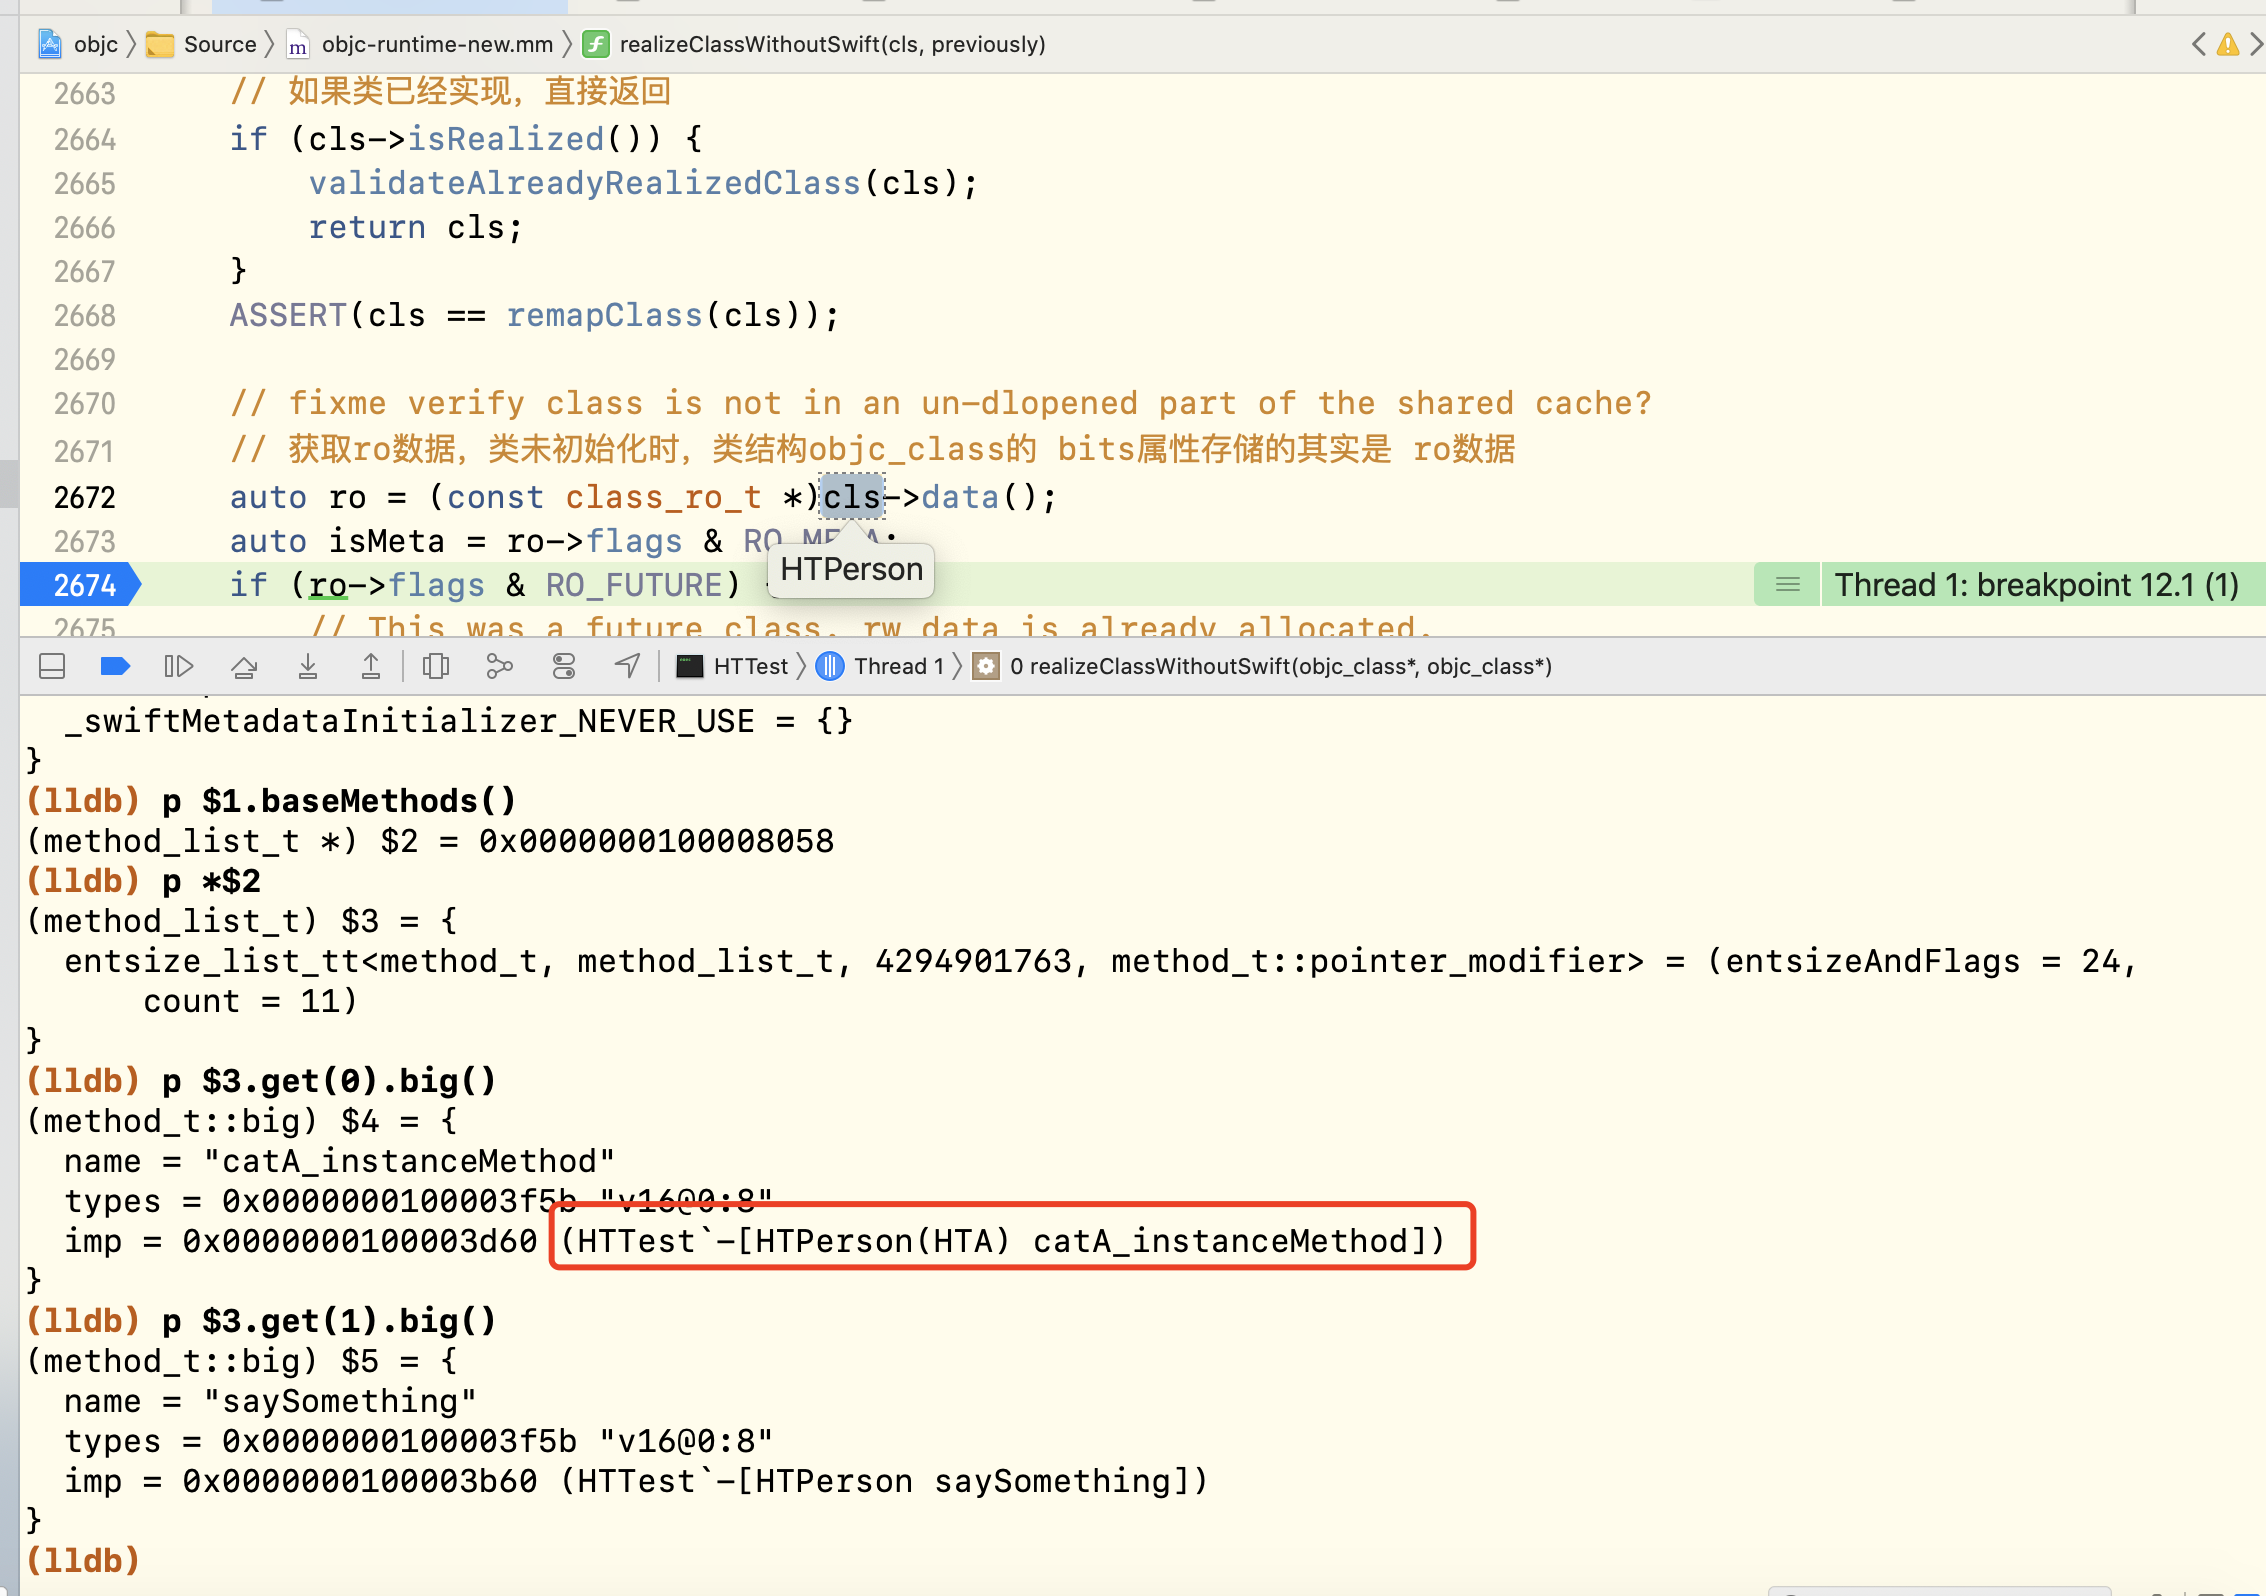 objc 〉 Source 〉 m objc-runtime-new.mm 〉 f realizeClassWithoutSwift(cls, previously)
2663 // 如果类已经实现，直接返回
2664 if (cls->isRealized()) {
2665 validateAlreadyRealizedClass(cls);
2666 return cls;
2667 }
2668 ASSERT(cls == remapClass(cls));
2669
2670 // fixme verify class is not in an un-dlopened part of the shared cache?
2671 // 获取ro数据，类未初始化时，类结构objc_class的 bits属性存储的其实是 ro数据
2672 auto ro = (const class_ro_t *)cls->data();
2673 auto isMeta = ro->flags & RO_META;
HTPerson
2674 if (ro->flags & RO_FUTURE)
Thread 1: breakpoint 12.1 (1)
2675 // This was a future class. rw data is already allocated.
HTTest 〉 Thread 1 〉 0 realizeClassWithoutSwift(objc_class*, objc_class*)
_swiftMetadataInitializer_NEVER_USE = {}
}
(lldb) p $1.baseMethods()
(method_list_t *) $2 = 0x0000000100008058
(lldb) p *$2
(method_list_t) $3 = {
entsize_list_tt<method_t, method_list_t, 4294901763, method_t::pointer_modifier> = (entsizeAndFlags = 24,
count = 11)
}
(lldb) p $3.get(0).big()
(method_t::big) $4 = {
name = "catA_instanceMethod"
types = 0x0000000100003f5b "v16@0:8"
imp = 0x0000000100003d60 (HTTest`-[HTPerson(HTA) catA_instanceMethod])
}
(lldb) p $3.get(1).big()
(method_t::big) $5 = {
name = "saySomething"
types = 0x0000000100003f5b "v16@0:8"
imp = 0x0000000100003b60 (HTTest`-[HTPerson saySomething])
}
(lldb)